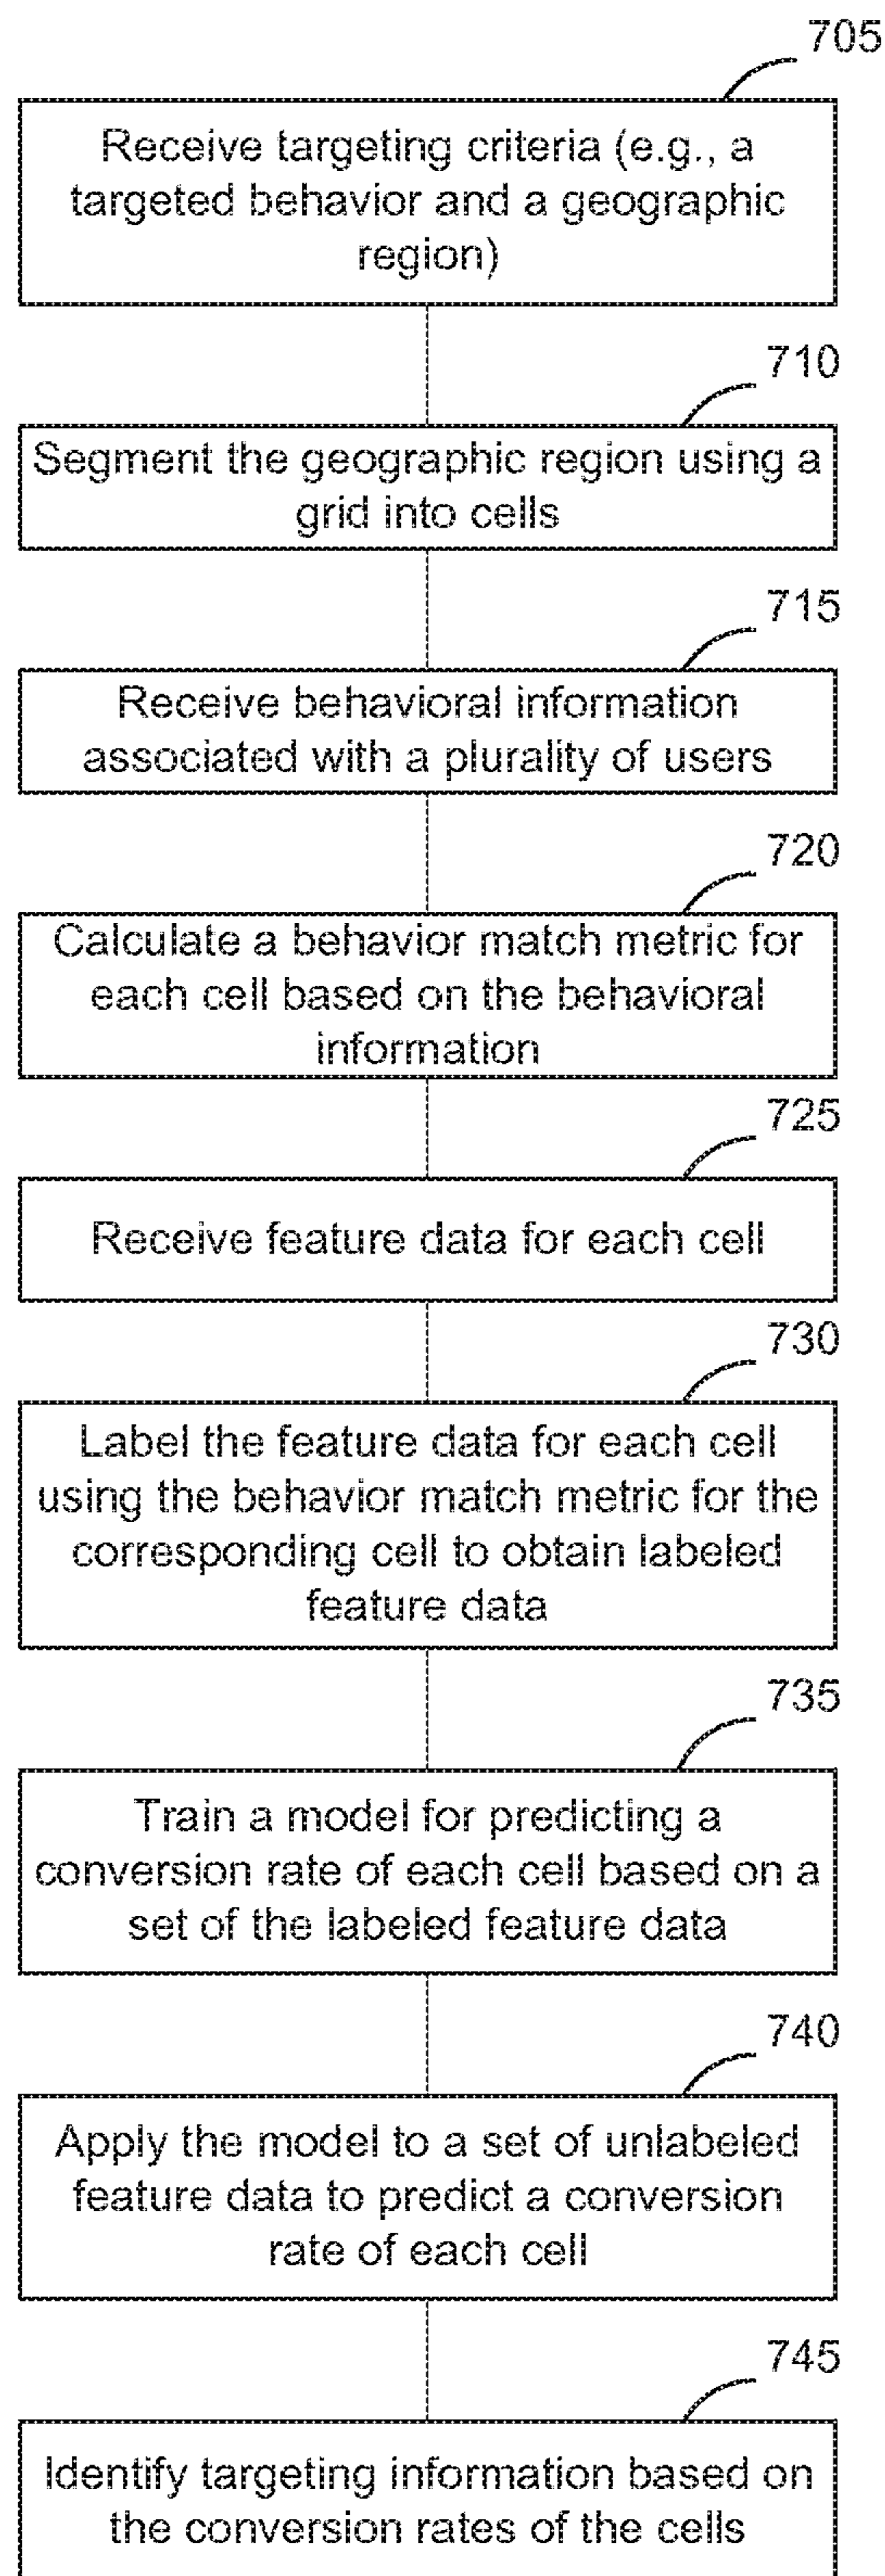 705
Receive targeting criteria (e.g., a
targeted behavior and a geographic
region)
710
Segment the geographic region using a
grid into cells
715
Receive behavioral information
associated with a plurality of users
720
Calculate a behavior match metric for
each cell based on the behavioral
information
725
Receive feature data for each cell
730
Label the feature data for each cell
using the behavior match metric for the
corresponding cell to obtain labeled
feature data
735
Train a model for predicting a
conversion rate of each cell based on a
set of the labeled feature data
740
Apply the model to a set of unlabeled
feature data to predict a conversion
rate of each cell
745
Identify targeting information based on
the conversion rates of the cells